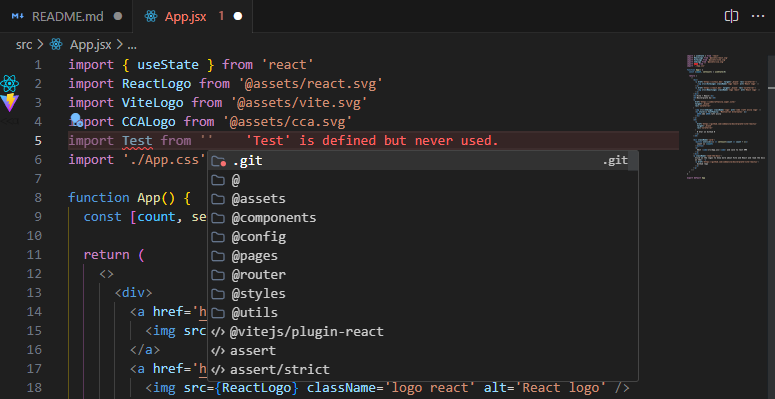 README.md
App.jsx 1
src > App.jsx > ...
1 import { useState } from 'react'
2 import ReactLogo from '@assets/react.svg'
3 import ViteLogo from '@assets/vite.svg'
4 import CCALogo from '@assets/cca.svg'
5 import Test from '' 'Test' is defined but never used.
6 import './App.css'
.git .git
7
@
8 function App() {
@assets
9 const [count, se
@components
10
@config
11 return (
@pages
12 <>
@router
13 <div>
@styles
14 <a href='h
@utils
15 <img src
@vitejs/plugin-react
16 </a>
assert
17 <a href='h
assert/strict
18 <img src={ReactLogo} className='logo react' alt='React logo' />